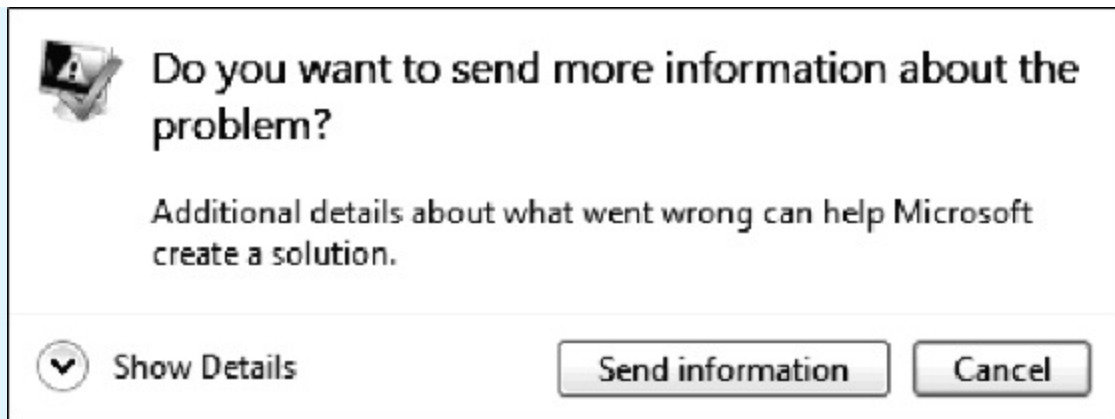 Do you want to send more information about the
problem?
Additional details about what went wrong can help Microsoft
create a solution.
Show Details
Send information
Cancel